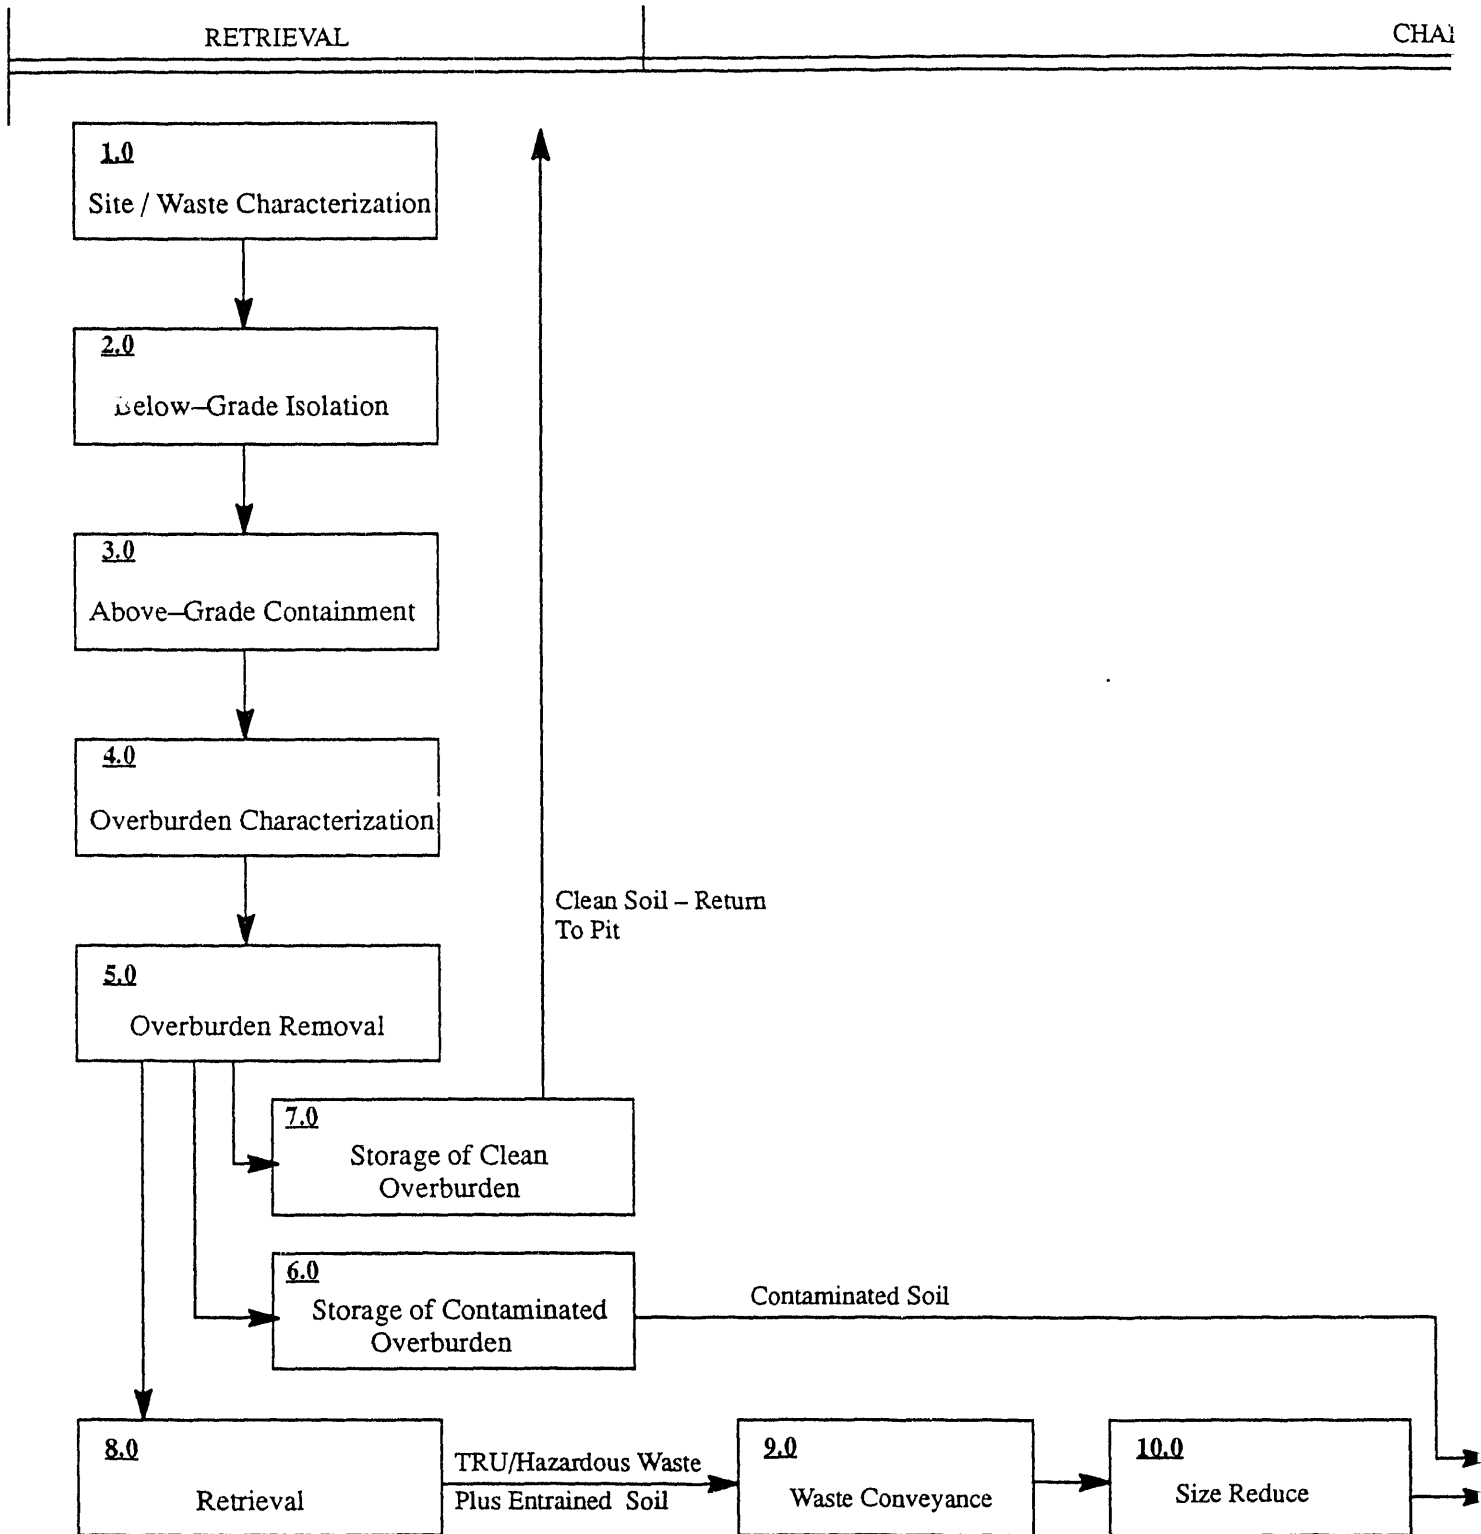 RETRIEVAL
1.0
Site / Waste Characterization
2.0
Below–Grade Isolation
3.0
Above–Grade Containment
4.0
Overburden Characterization
Clean Soil – Return
To Pit
5.0
Overburden Removal
7.0
Storage of Clean
Overburden
6.0
Storage of Contaminated
Overburden
Contaminated Soil
8.0
Retrieval
TRU/Hazardous Waste
Plus Entrained Soil
9.0
Waste Conveyance
10.0
Size Reduce